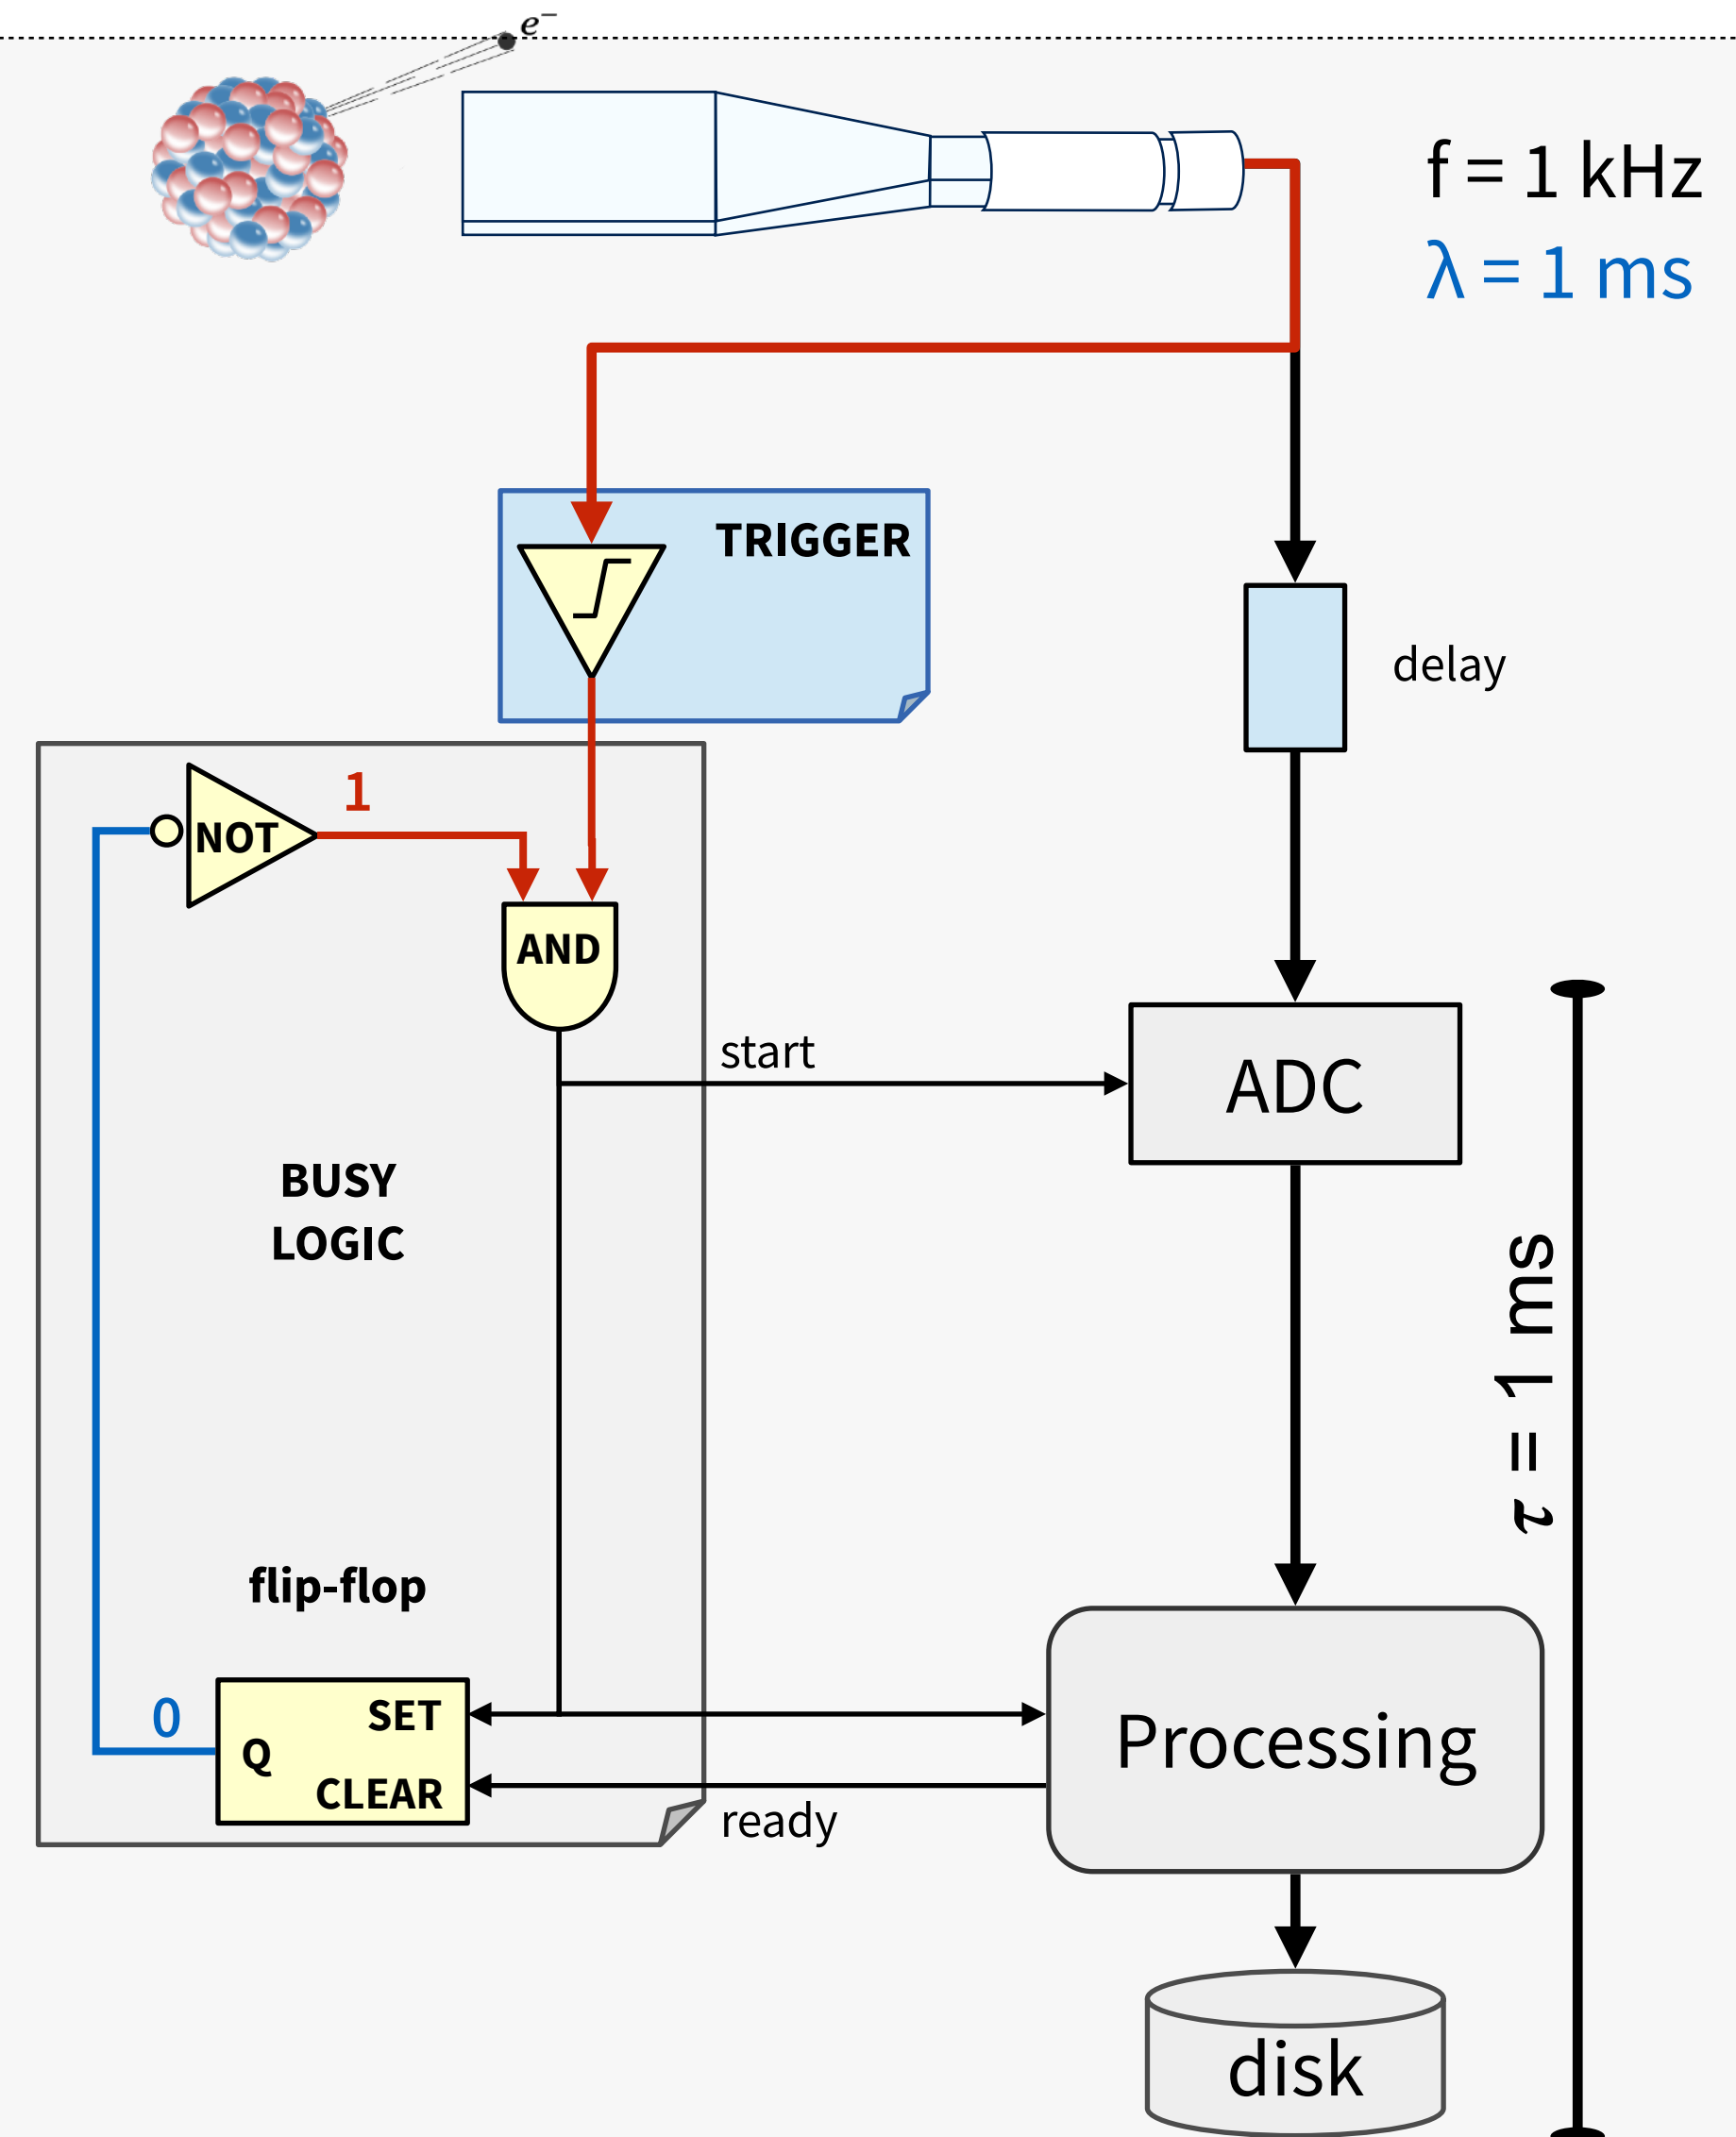 e⁻
f = 1 kHz
λ = 1 ms
TRIGGER
delay
1
NOT
AND
start
ADC
BUSY
LOGIC
τ = 1 ms
flip-flop
0
SET
Q
CLEAR
Processing
ready
disk